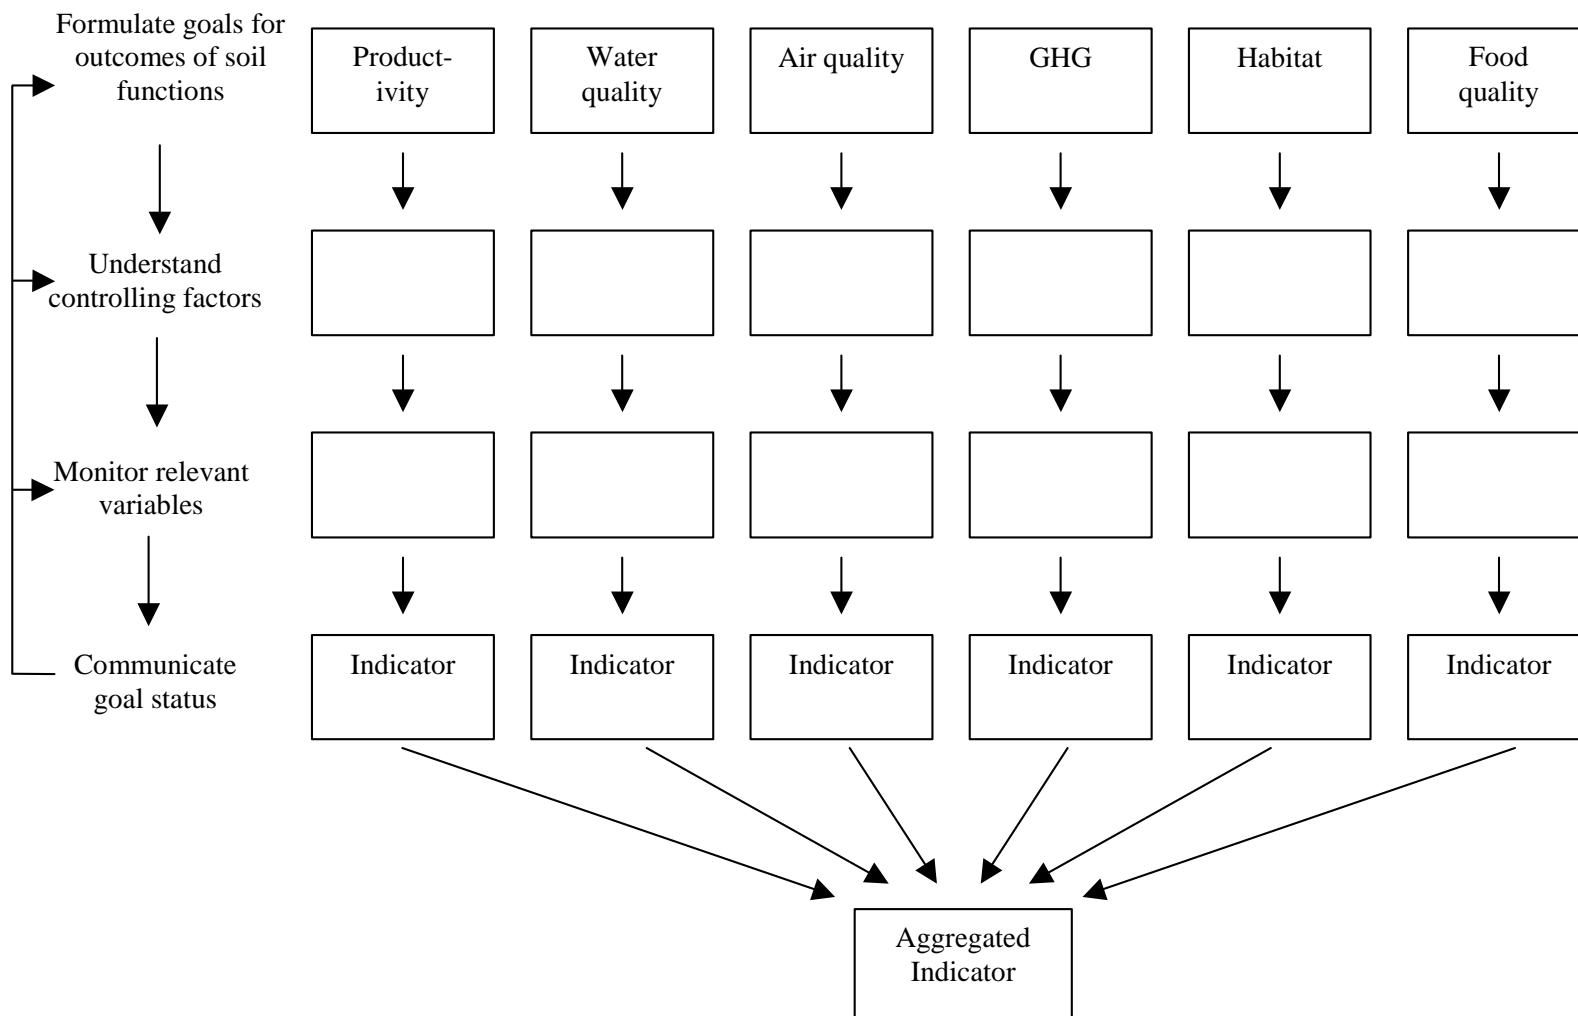 Formulate goals for
outcomes of soil
functions
Product-
ivity
Water
quality
Air quality
GHG
Habitat
Food
quality
Understand
controlling factors
Monitor relevant
variables
Communicate
goal status
Indicator
Indicator
Indicator
Indicator
Indicator
Indicator
Aggregated
Indicator